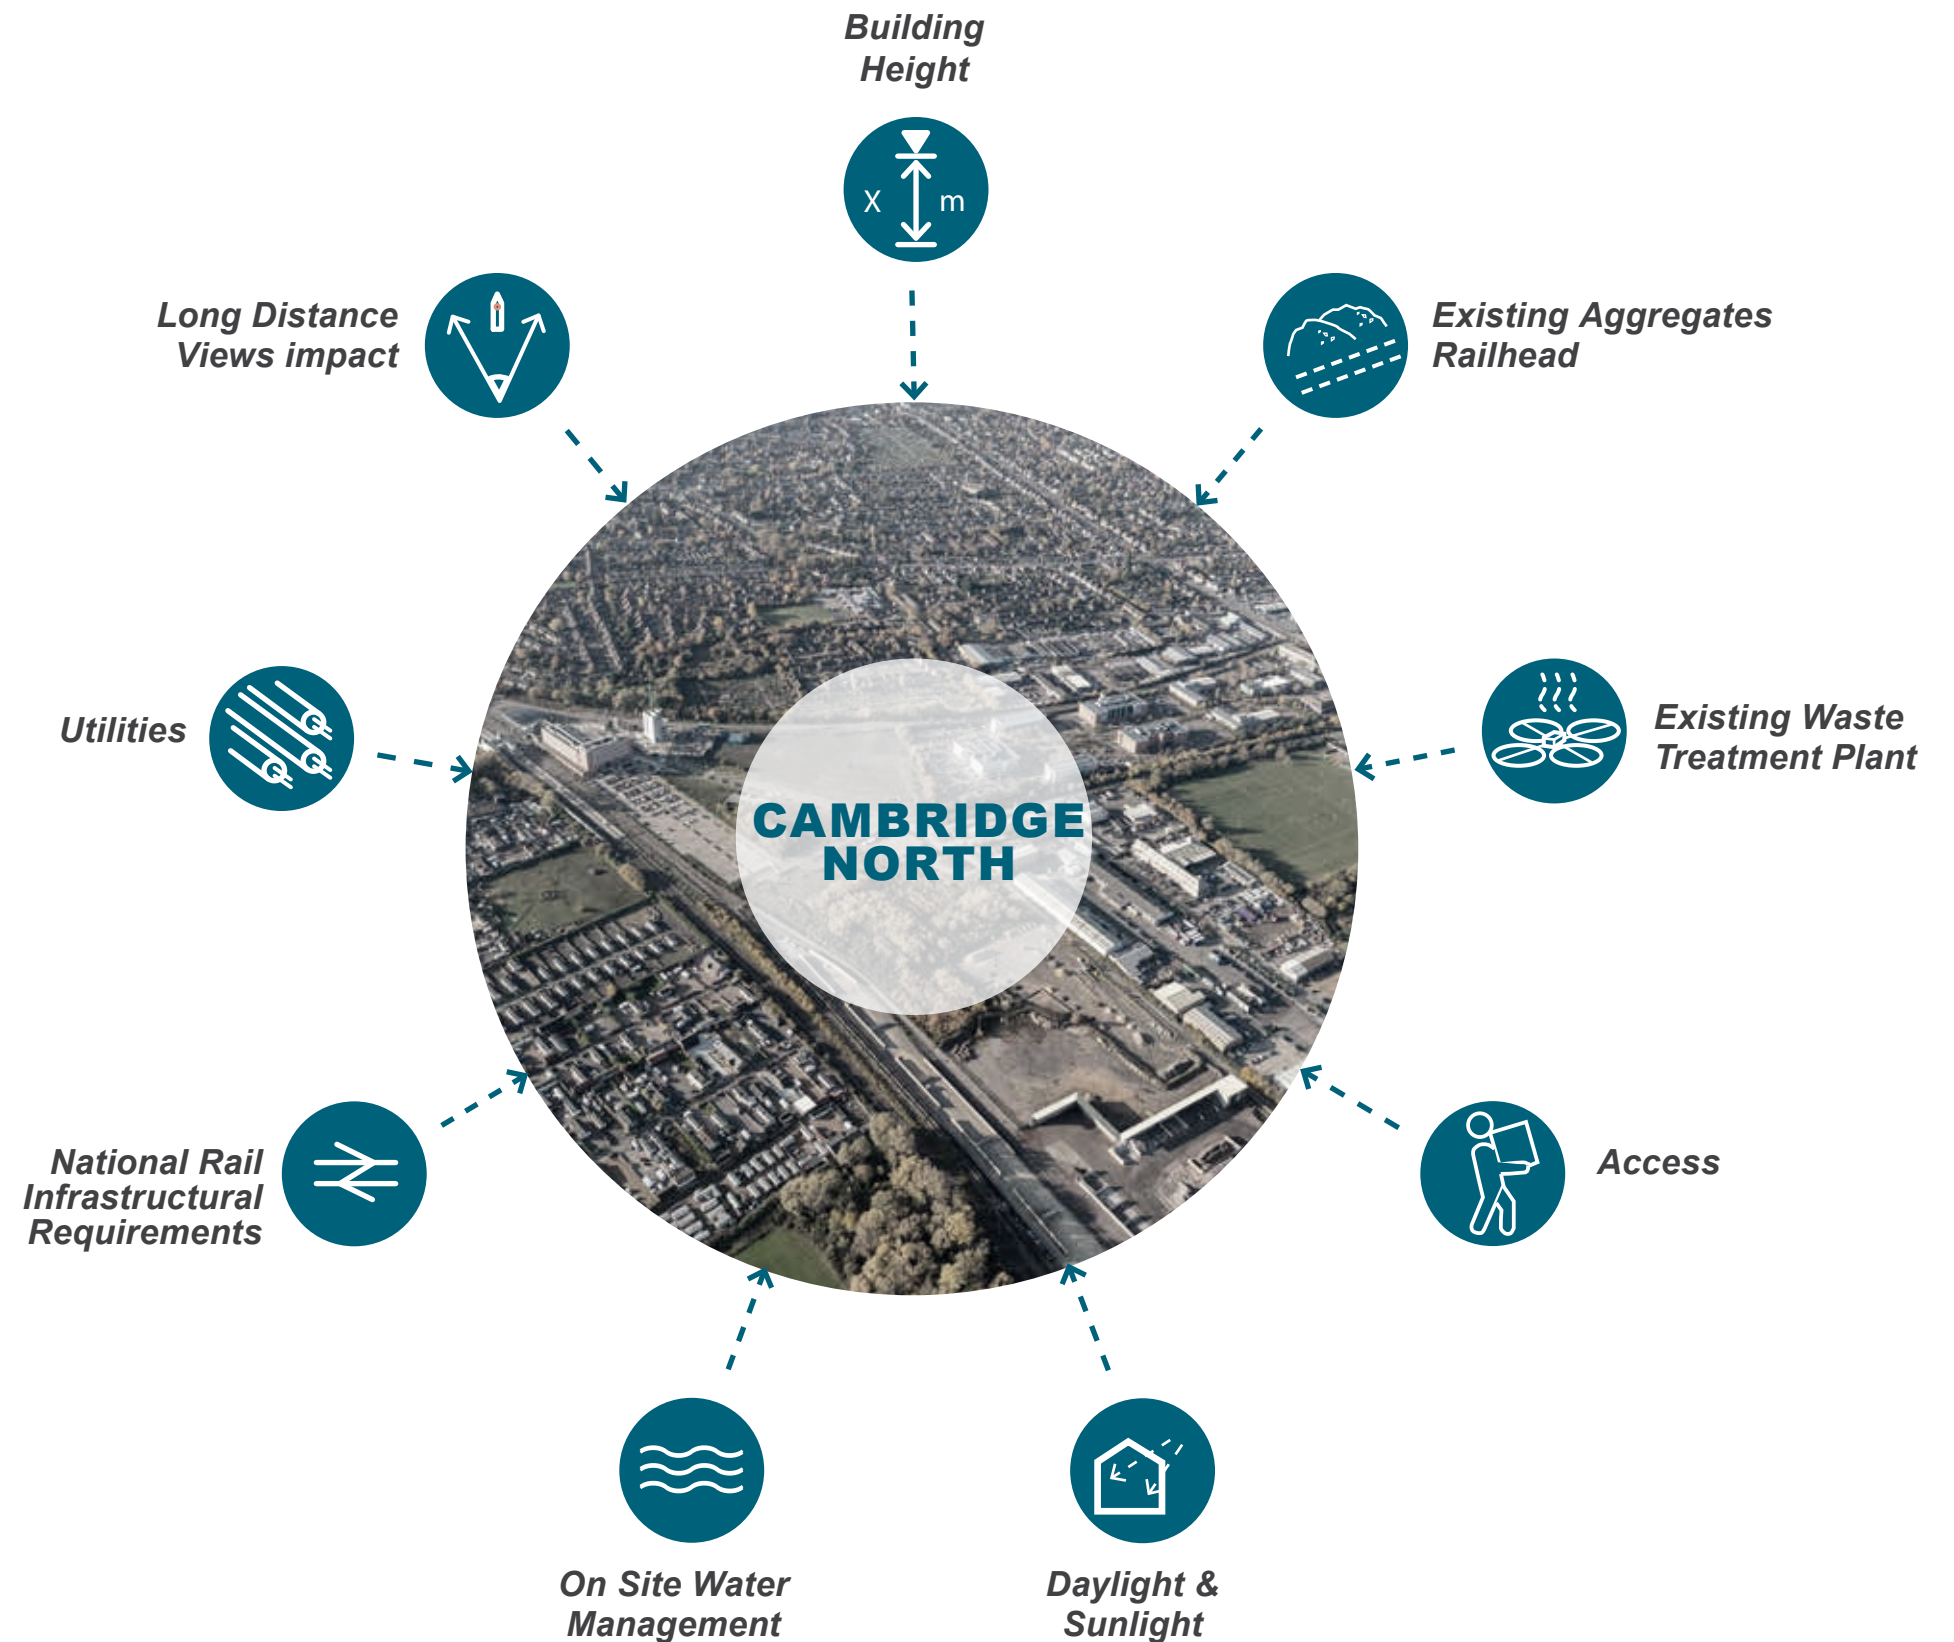 Building
Height
X m
Long Distance
Views impact
Existing Aggregates
Railhead
Utilities
Existing Waste
Treatment Plant
CAMBRIDGE
NORTH
National Rail
Infrastructural
Requirements
Access
On Site Water
Management
Daylight &
Sunlight